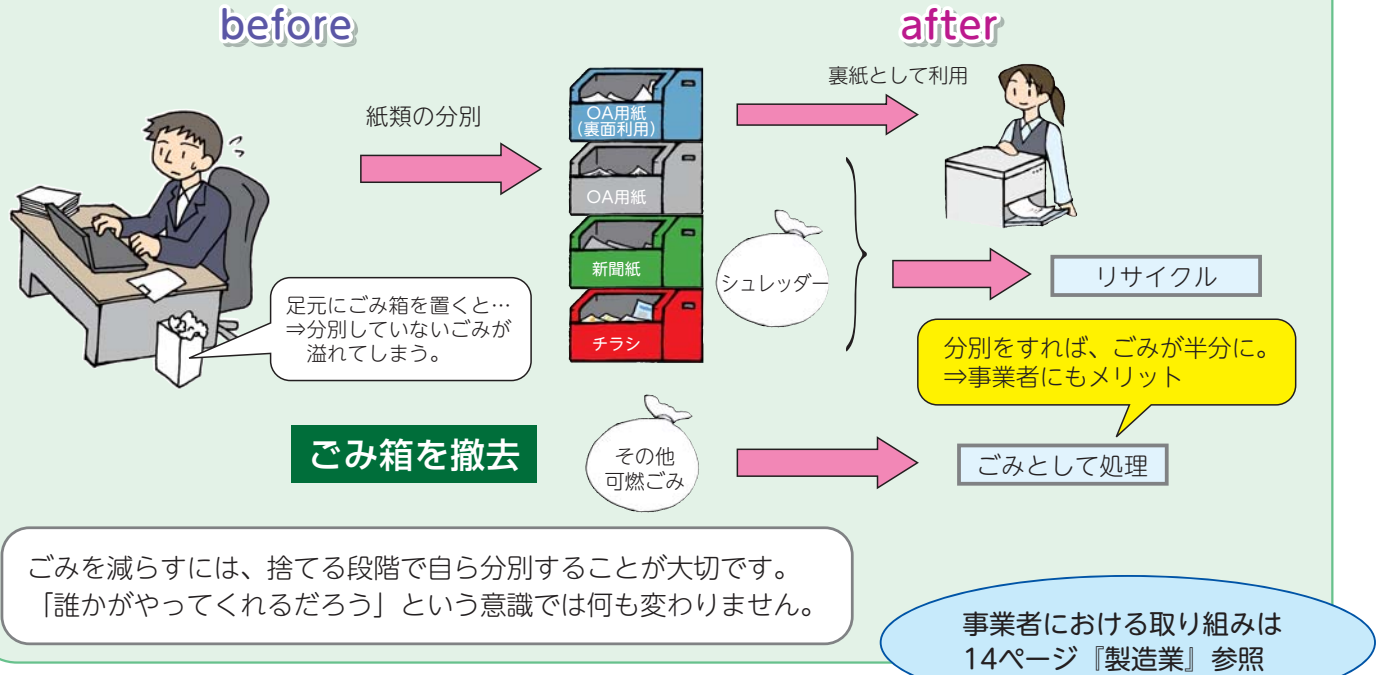 before
after
紙類の分別
OA用紙
(裏面利用)
OA用紙
新聞紙
チラシ
シュレッダー
裏紙として利用
リサイクル
足元にごみ箱を置くと…
⇒分別していないごみが
溢れてしまう。
分別をすれば、ごみが半分に。
⇒事業者にもメリット
ごみ箱を撤去
その他
可燃ごみ
ごみとして処理
ごみを減らすには、捨てる段階で自ら分別することが大切です。
「誰かがやってくれるだろう」という意識では何も変わりません。
事業者における取り組みは
14ページ『製造業』参照